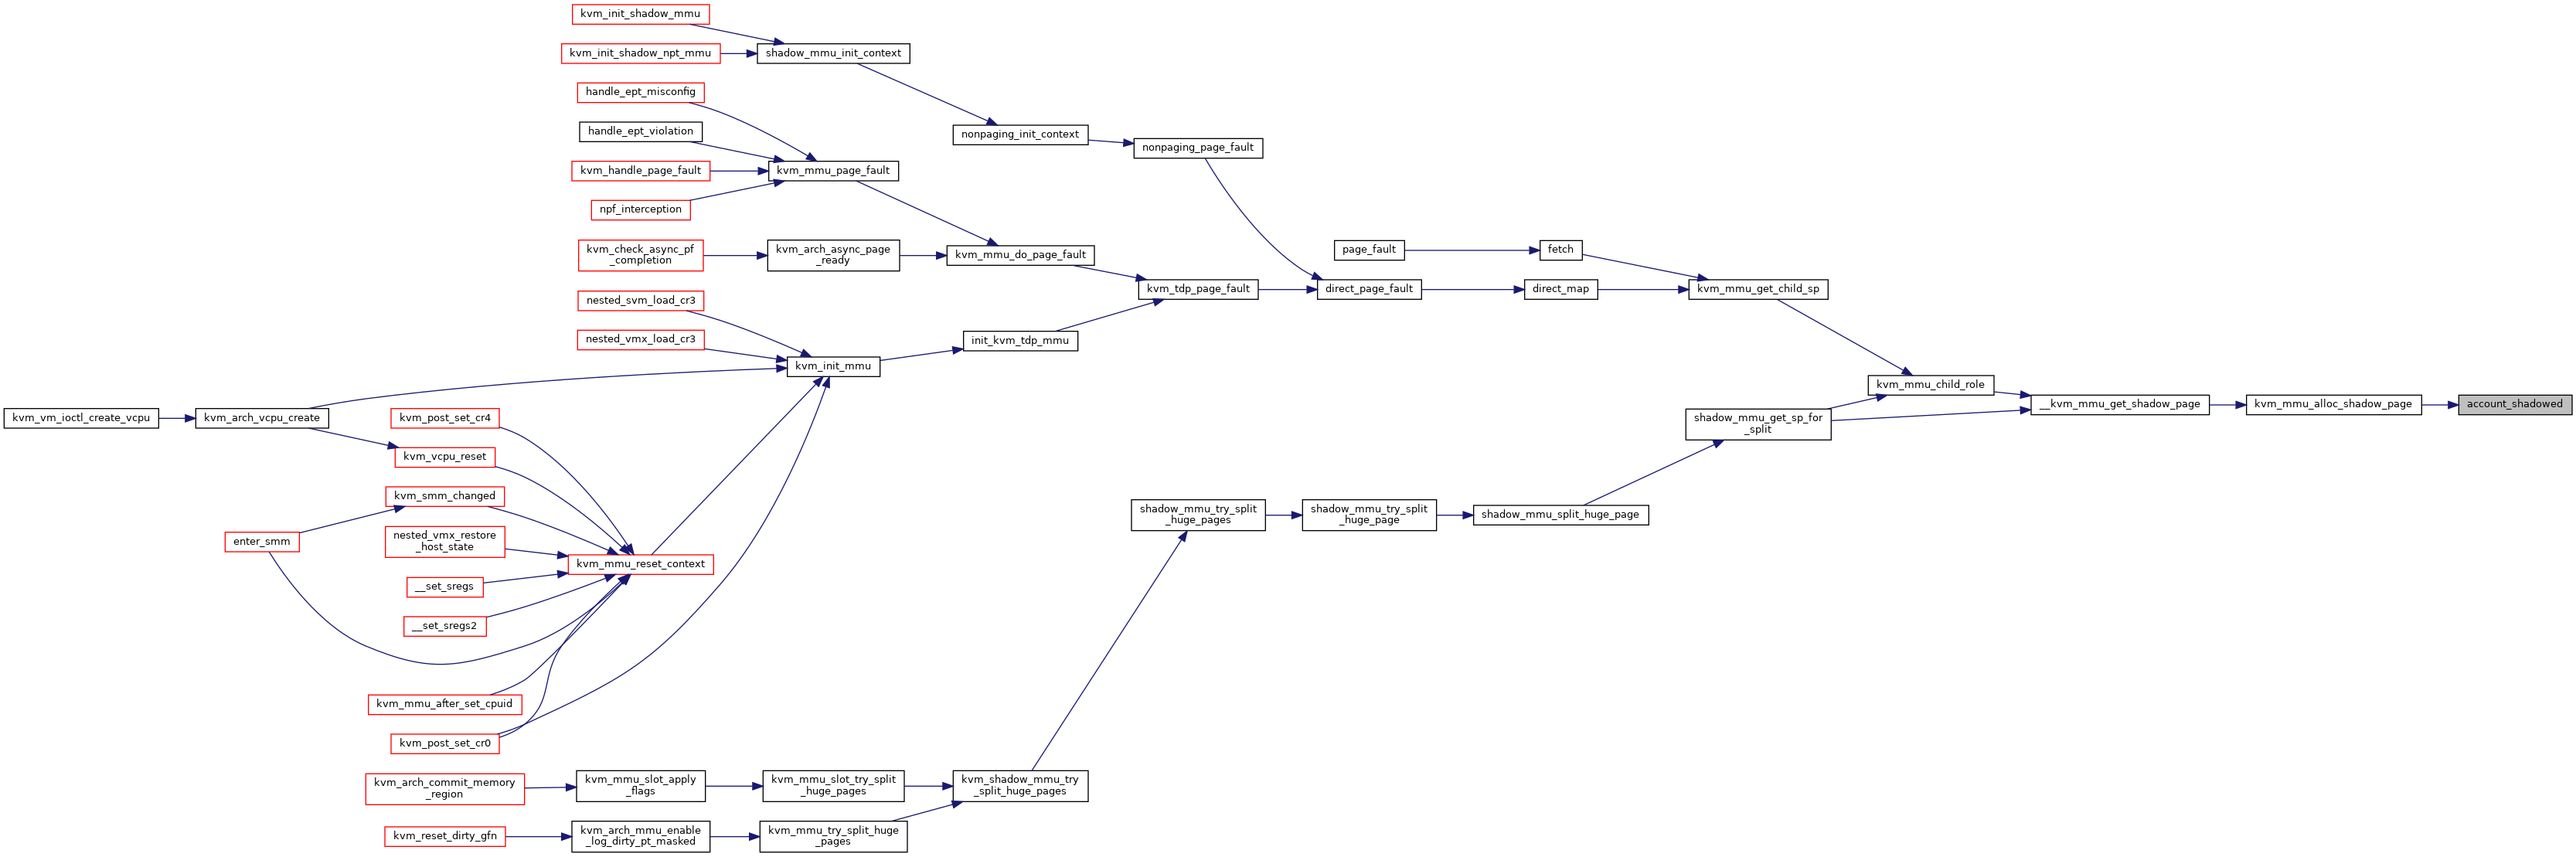 kvm_init_shadow_mmu
kvm_init_shadow_npt_mmu
shadow_mmu_init_context
handle_ept_misconfig
handle_ept_violation
kvm_handle_page_fault
npf_interception
kvm_mmu_page_fault
nonpaging_init_context
nonpaging_page_fault
kvm_check_async_pf
_completion
kvm_arch_async_page
_ready
kvm_mmu_do_page_fault
kvm_tdp_page_fault
direct_page_fault
page_fault
fetch
direct_map
kvm_mmu_get_child_sp
nested_svm_load_cr3
nested_vmx_load_cr3
kvm_init_mmu
init_kvm_tdp_mmu
kvm_mmu_child_role
shadow_mmu_get_sp_for
_split
__kvm_mmu_get_shadow_page
kvm_mmu_alloc_shadow_page
account_shadowed
kvm_vm_ioctl_create_vcpu
kvm_arch_vcpu_create
kvm_post_set_cr4
kvm_vcpu_reset
kvm_smm_changed
enter_smm
nested_vmx_restore
_host_state
kvm_mmu_reset_context
__set_sregs
__set_sregs2
kvm_mmu_after_set_cpuid
kvm_post_set_cr0
shadow_mmu_try_split
_huge_pages
shadow_mmu_try_split
_huge_page
shadow_mmu_split_huge_page
kvm_arch_commit_memory
_region
kvm_mmu_slot_apply
_flags
kvm_mmu_slot_try_split
_huge_pages
kvm_shadow_mmu_try
_split_huge_pages
kvm_reset_dirty_gfn
kvm_arch_mmu_enable
_log_dirty_pt_masked
kvm_mmu_try_split_huge
_pages